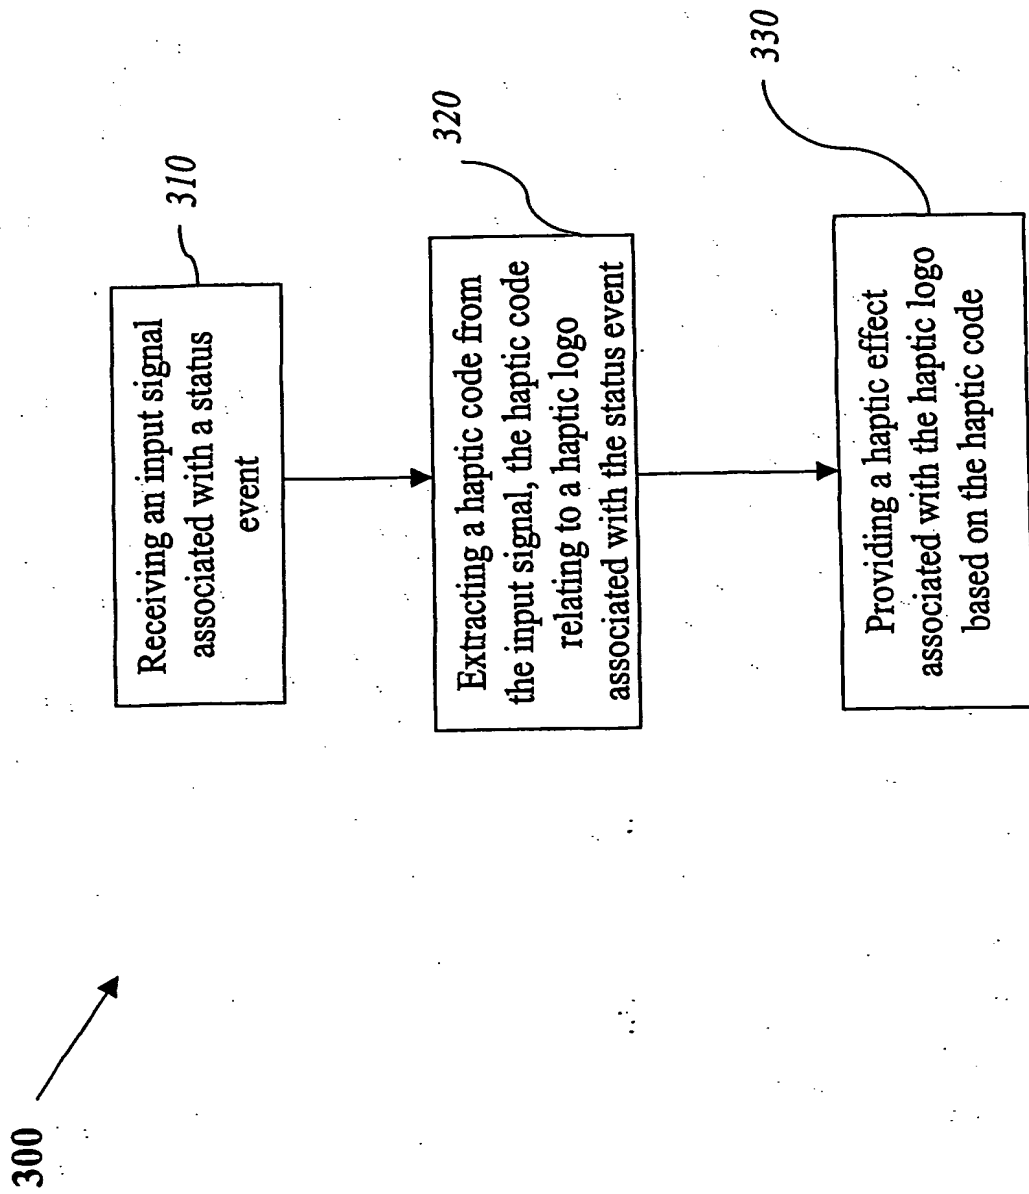 300
Receiving an input signal
associated with a status
event
310
Extracting a haptic code from
the input signal, the haptic code
relating to a haptic logo
associated with the status event
320
Providing a haptic effect
associated with the haptic logo
based on the haptic code
330